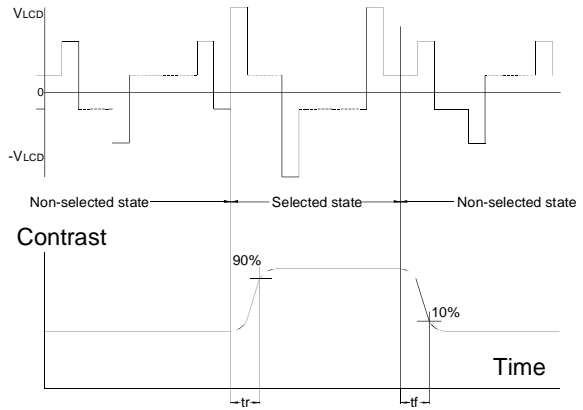 VLCD
0
-VLCD
Non-selected state
Selected state
Non-selected state
Contrast
90%
10%
Time
tr
tf